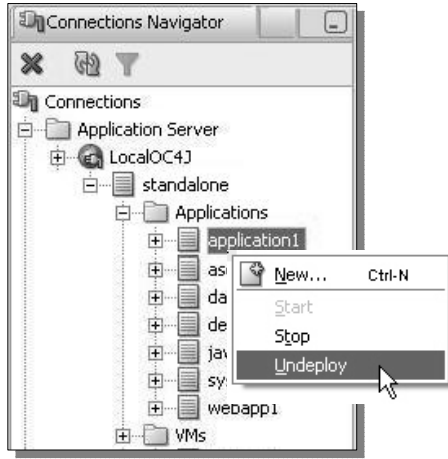 Connections Navigator
Connections
Application Server
LocalOC4J
standalone
Applications
application1
New... Ctrl-N
Start
Stop
Undeploy
webapp1
VMs